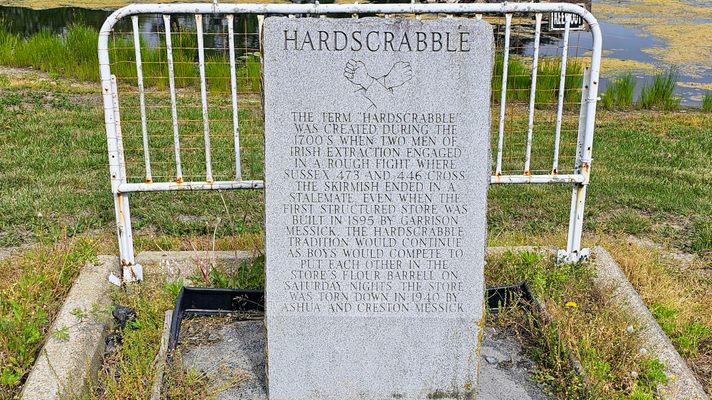 HARDSCRABBLE
THE TERM "HARDSCRABBLE"
WAS CREATED DURING THE
1700'S WHEN TWO MEN OF
IRISH EXTRACTION ENGAGED
IN A ROUGH FIGHT WHERE
SUSSEX 473 AND 446 CROSS.
THE SKIRMISH ENDED IN A
STALEMATE. EVEN WHEN THE
FIRST STRUCTURED STORE WAS
BUILT IN 1895 BY GARRISON
MESSICK, THE HARDSCRABBLE
TRADITION WOULD CONTINUE
AS BOYS WOULD COMPETE TO
PUT EACH OTHER IN THE
STORE'S FLOUR BARRELL ON
SATURDAY NIGHTS. THE STORE
WAS TORN DOWN IN 1940 BY
ASHUA AND CRESTON MESSICK.